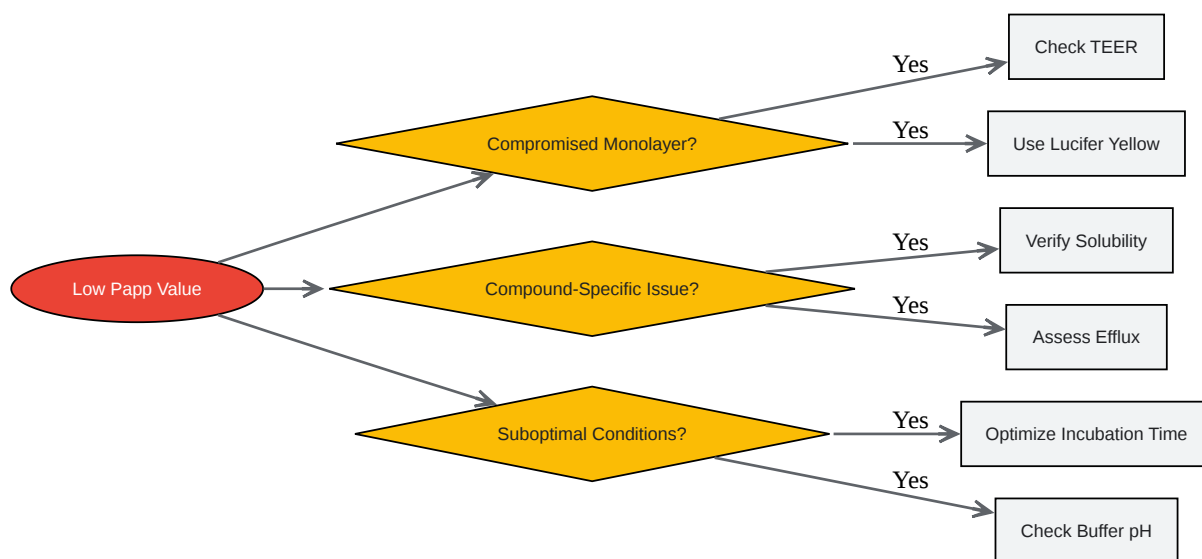 Low Papp Value
Compromised Monolayer?
Yes
Check TEER
Yes
Use Lucifer Yellow
Compound-Specific Issue?
Yes
Verify Solubility
Yes
Assess Efflux
Suboptimal Conditions?
Yes
Optimize Incubation Time
Yes
Check Buffer pH